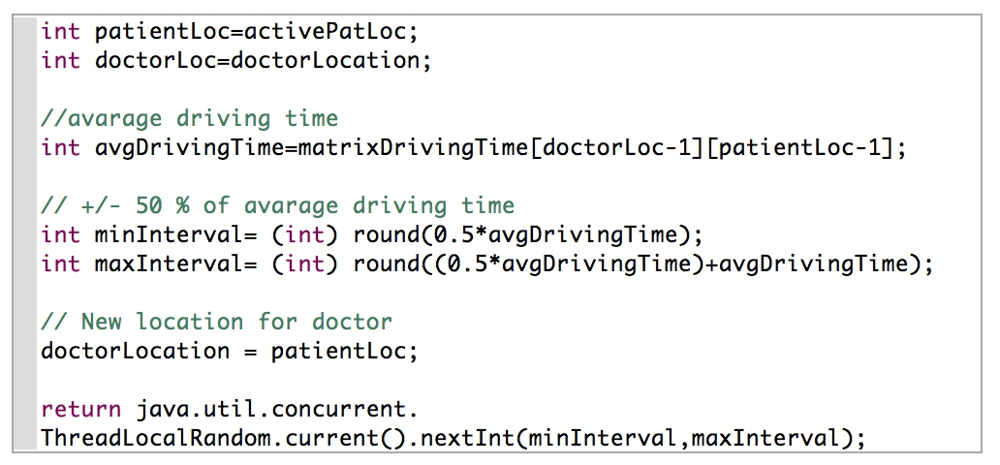 int patientLoc=activePatLoc;
int doctorLoc=doctorLocation;
//avarage driving time
int avgDrivingTime=matrixDrivingTime[doctorLoc-1][patientLoc-1];
// +/- 50 % of avarage driving time
int minInterval= (int) round(0.5*avgDrivingTime);
int maxInterval= (int) round((0.5*avgDrivingTime)+avgDrivingTime);
// New location for doctor
doctorLocation = patientLoc;
return java.util.concurrent.
ThreadLocalRandom.current().nextInt(minInterval,maxInterval);